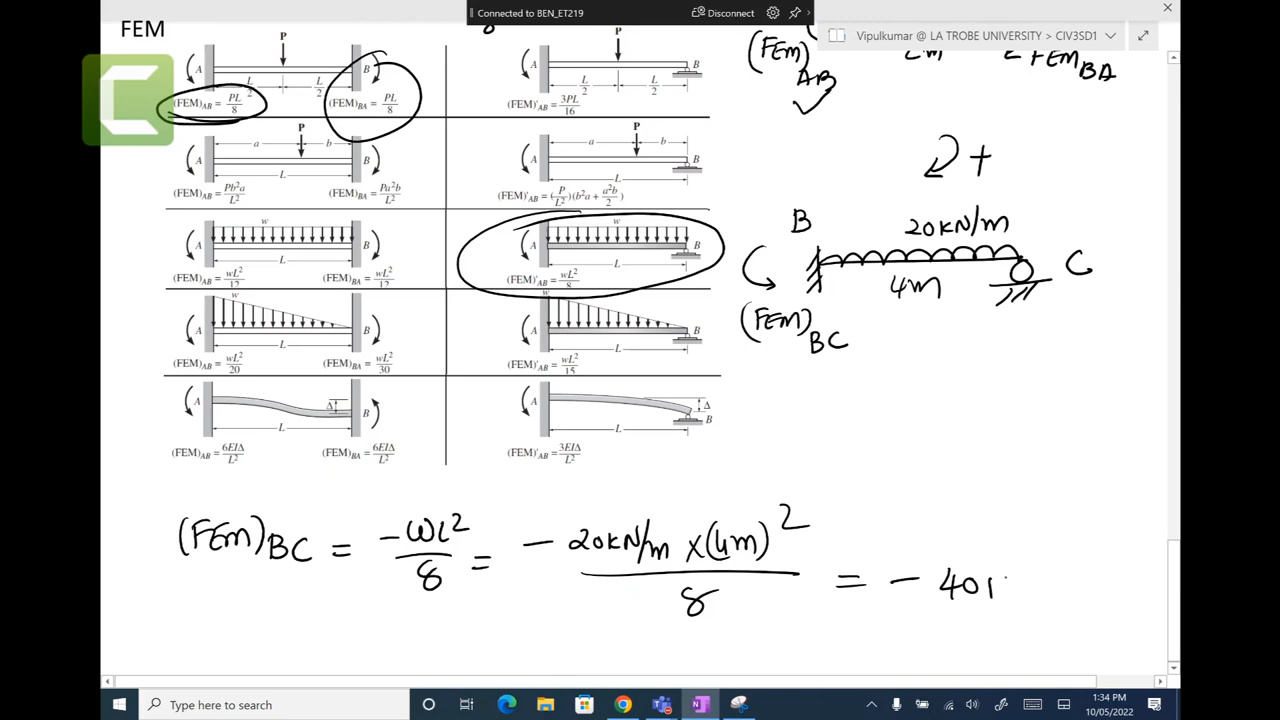 Connected to BEN_ET219
Disconnect
FEM
Vipulkumar @ LA TROBE UNIVERSITY > CIV3SD1
(FEM)AB
FEMBA
P
A B
L/2 L/2
(FEM)AB = PL/8 (FEM)BA = PL/8
P
A B
L/2 L/2
L
(FEM)'AB = 3PL/16
P
a b
A B
L
(FEM)AB = Pb²a/L² (FEM)BA = Pa²b/L²
P
a b
A B
L
(FEM)'AB = (P/L²)(b²a + a²b/2)
w
A B
L
(FEM)AB = wL²/12 (FEM)BA = wL²/12
w
A B
L
(FEM)'AB = wL²/8
w
A B
L
(FEM)AB = wL²/20 (FEM)BA = wL²/30
w
A B
L
(FEM)'AB = wL²/15
A Δ B
L
(FEM)AB = 6EIΔ/L² (FEM)BA = 6EIΔ/L²
A Δ
L B
(FEM)'AB = 3EIΔ/L²
+
B 20kN/m
C
4m
(FEM)BC
(FEM)BC = -wL²/8 = - 20kN/m x (4m)²/8 = - 40
Type here to search
1:34 PM
10/05/2022